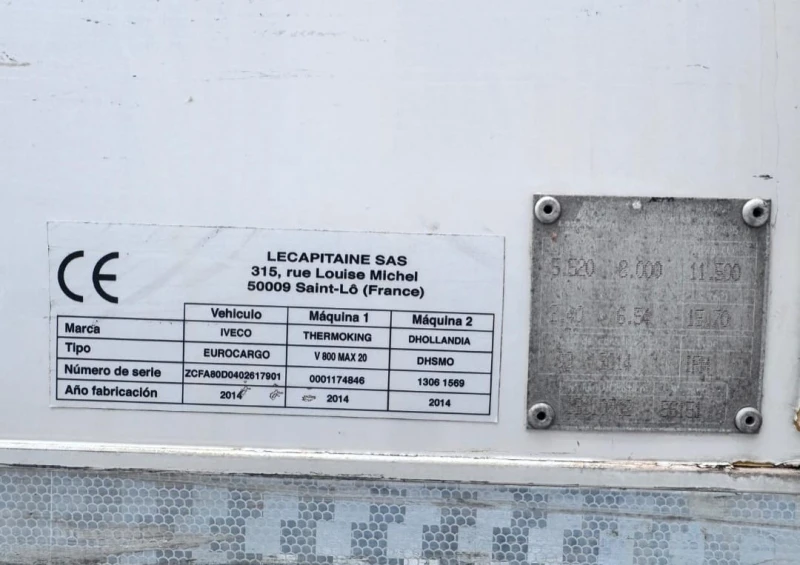 CE
LECAPITAINE SAS
315, rue Louise Michel
50009 Saint-Lô (France)
Vehiculo Máquina 1 Máquina 2
Marca IVECO THERMOKING DHOLLANDIA
Tipo EUROCARGO V 800 MAX 20 DHSMO
Número de serie ZCFA80D0402617901 0001174846 1306 1569
Año fabricación 2014 2014 2014
5.520 11.500
6.54